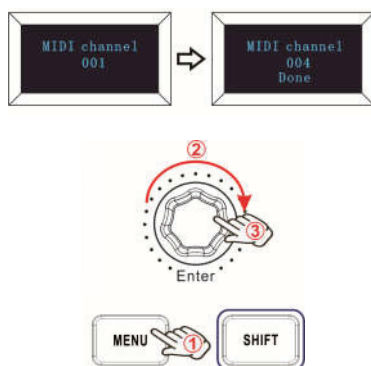 MIDI channel
001
MIDI channel
004
Done
②
③
Enter
MENU
①
SHIFT